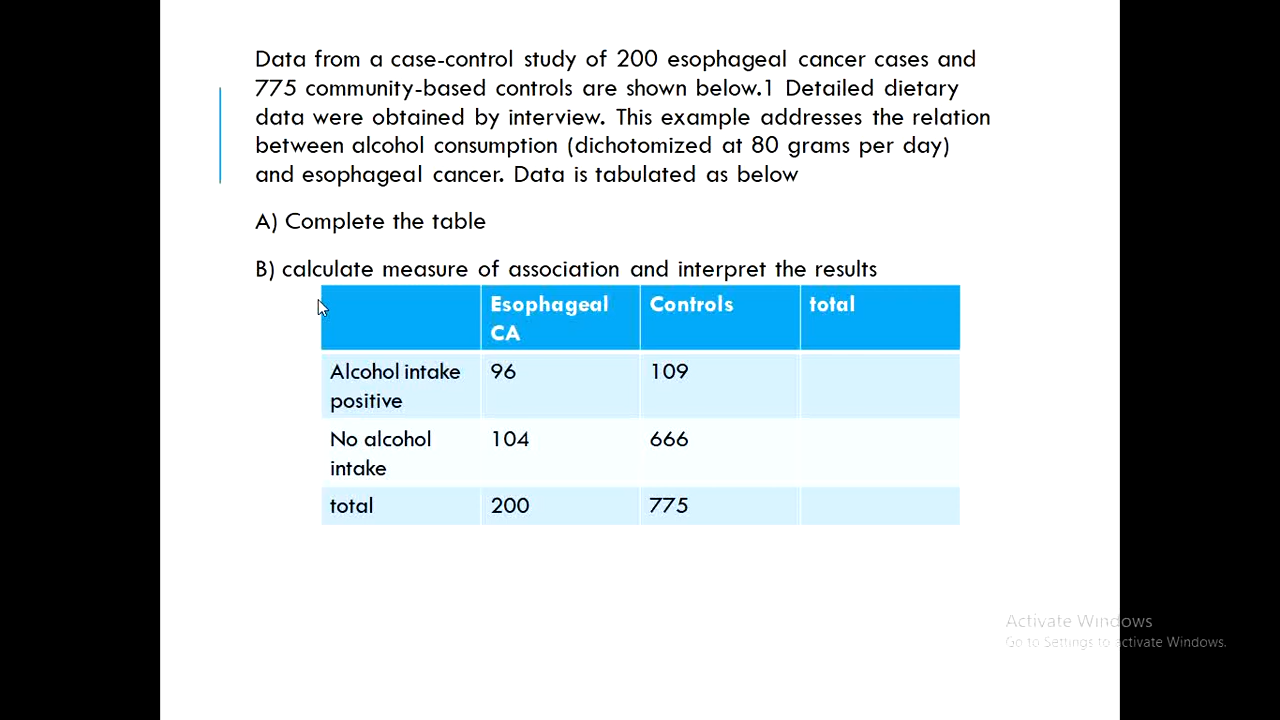 Data from a case-control study of 200 esophageal cancer cases and
775 community-based controls are shown below.1 Detailed dietary
data were obtained by interview. This example addresses the relation
between alcohol consumption (dichotomized at 80 grams per day)
and esophageal cancer. Data is tabulated as below
A) Complete the table
B) calculate measure of association and interpret the results
Esophageal CA Controls total
Alcohol intake positive 96 109
No alcohol intake 104 666
total 200 775
Activate Windows
Go to Settings to activate Windows.